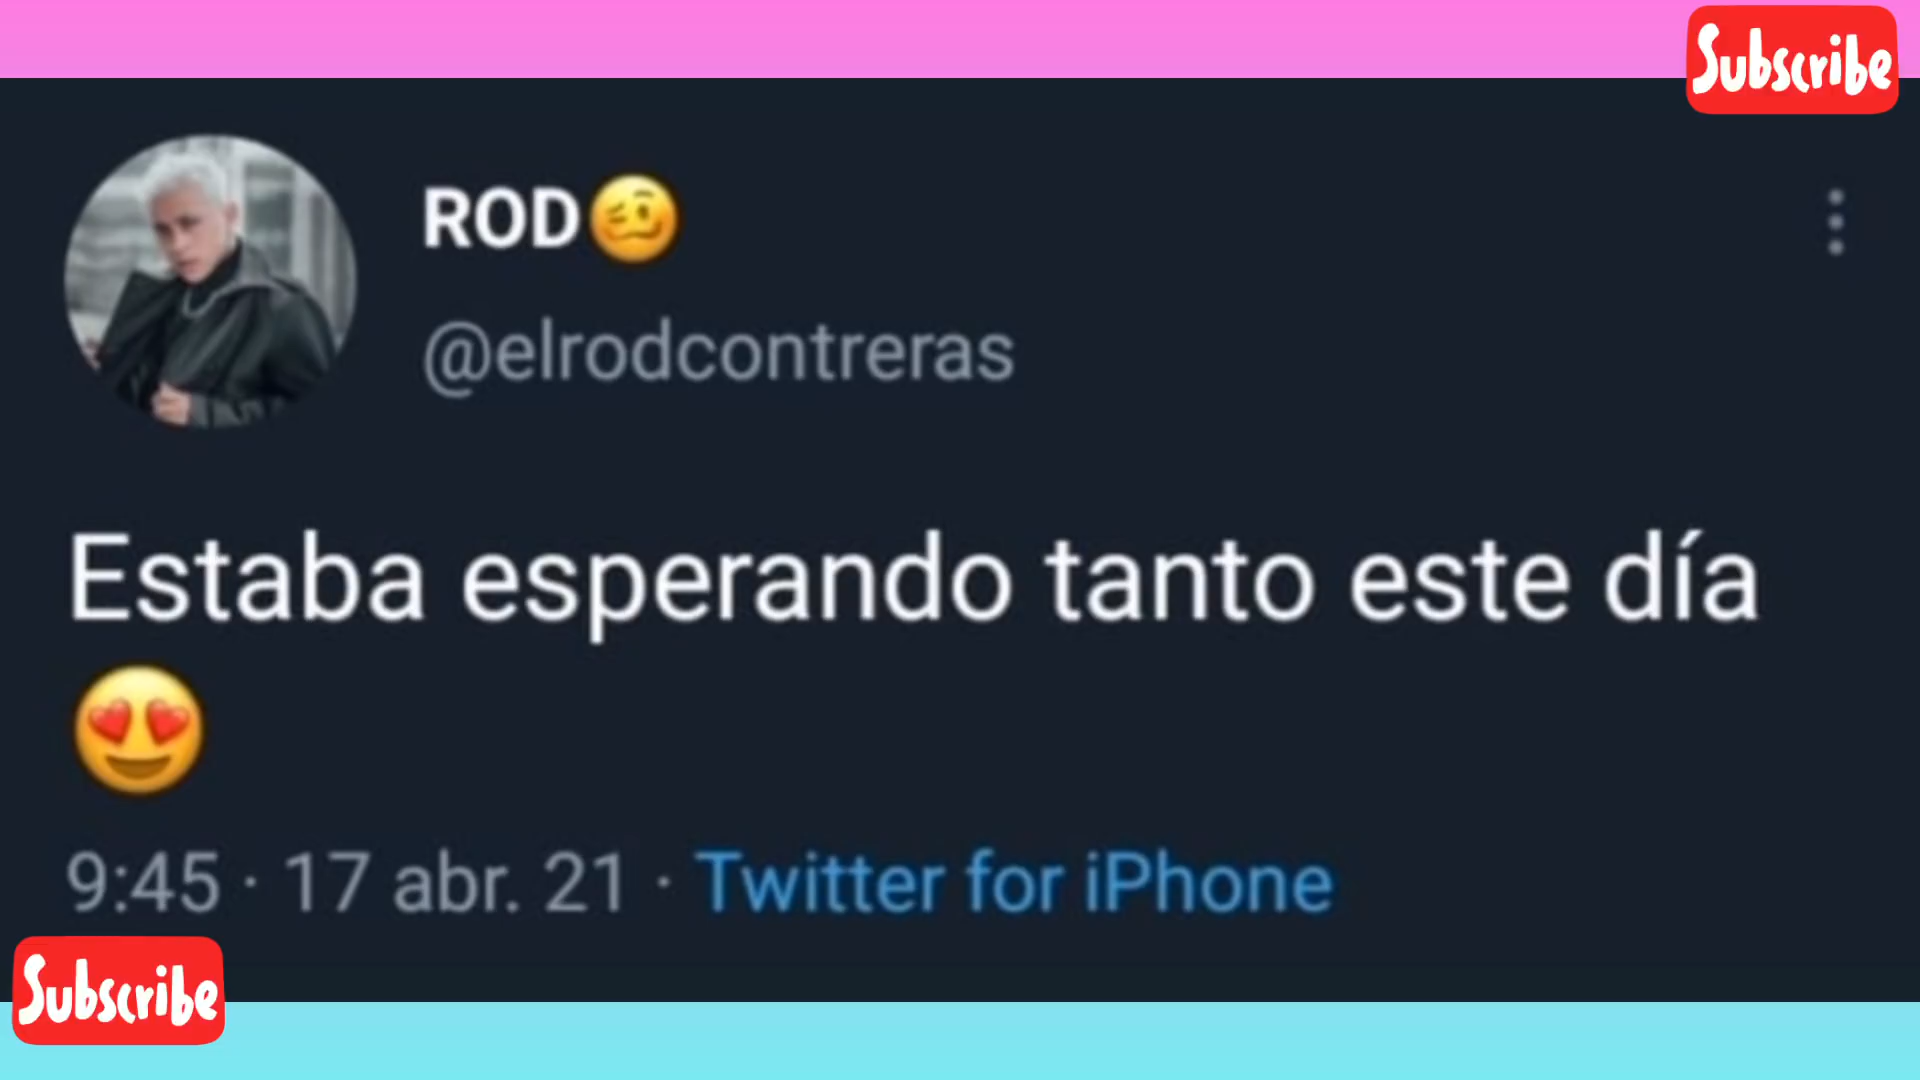 Subscribe
ROD🥴
@elrodcontreras
Estaba esperando tanto este día
😍
9:45 · 17 abr. 21 · Twitter for iPhone
Subscribe